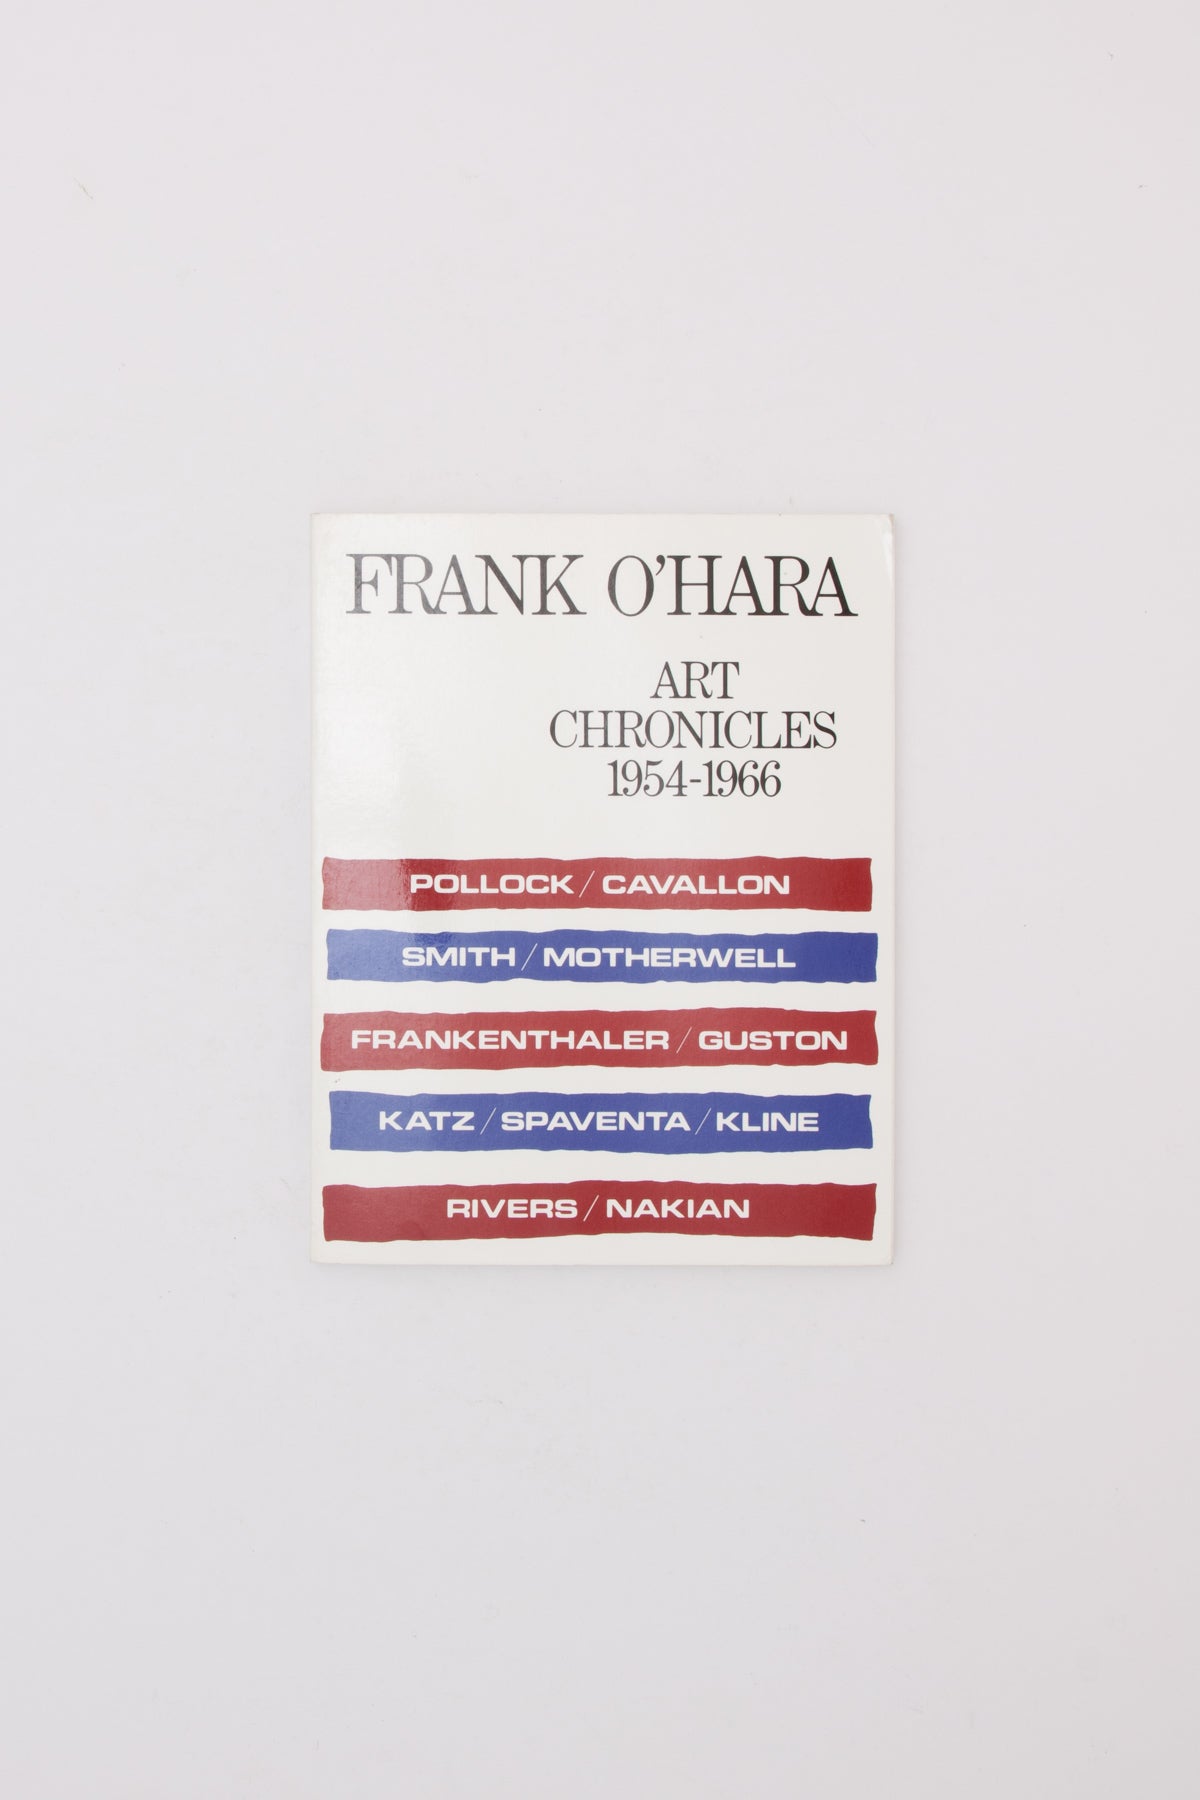 FRANK O'HARA
ART
CHRONICLES
1954-1966
POLLOCK / CAVALLON
SMITH / MOTHERWELL
FRANKENTHALER / GUSTON
KATZ / SPAVENTA / KLINE
RIVERS / NAKIAN